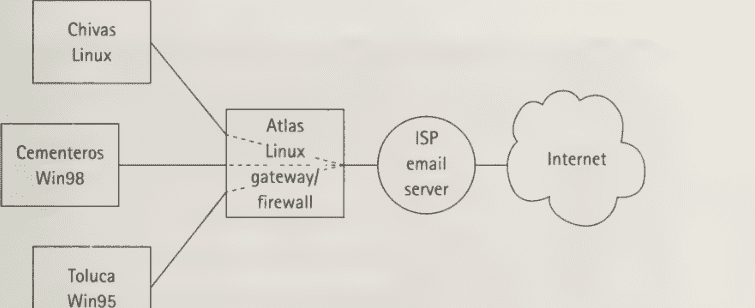 Chivas
Linux
Cementeros
Win98
Toluca
Win95
Atlas
Linux
gateway/
firewall
ISP
email
server
Internet